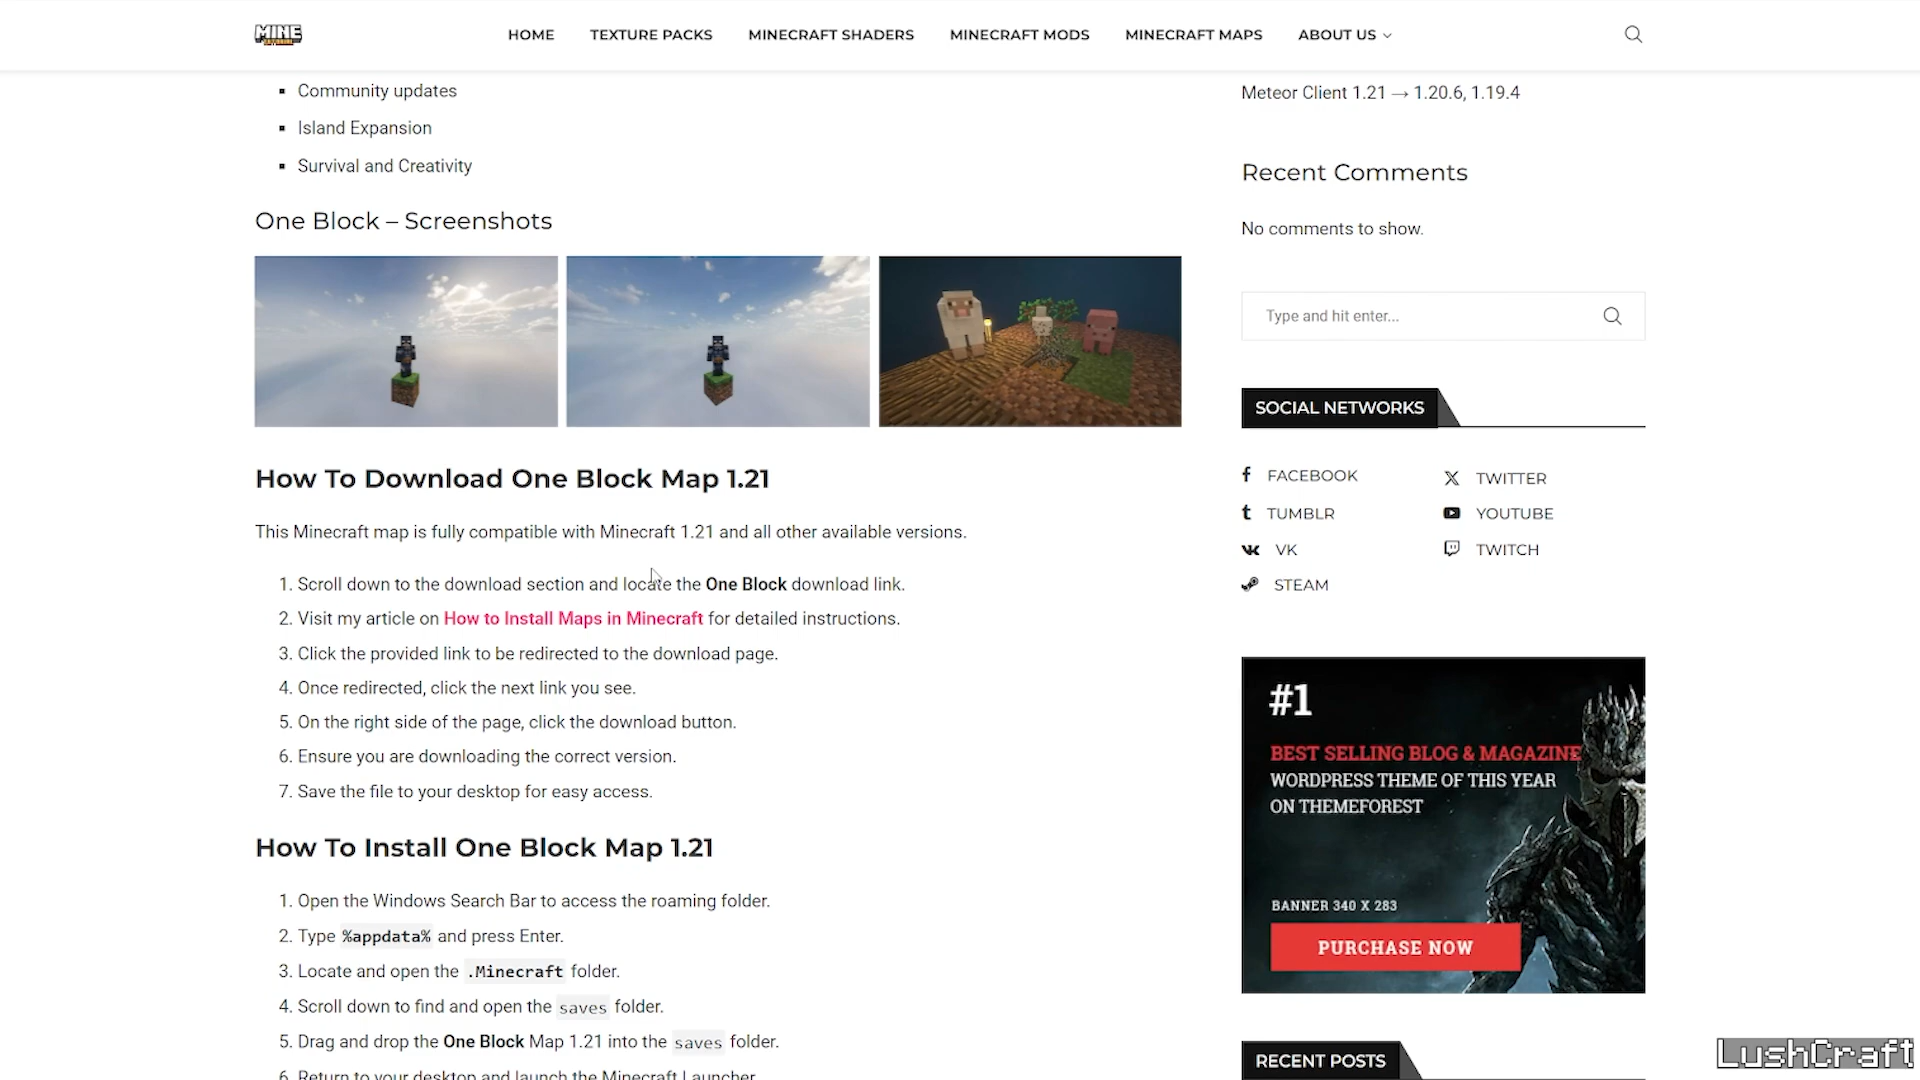 MINE
HOME TEXTURE PACKS MINECRAFT SHADERS MINECRAFT MODS MINECRAFT MAPS ABOUT US
▪ Community updates
▪ Island Expansion
▪ Survival and Creativity
One Block – Screenshots
How To Download One Block Map 1.21
This Minecraft map is fully compatible with Minecraft 1.21 and all other available versions.
1. Scroll down to the download section and locate the One Block download link.
2. Visit my article on How to Install Maps in Minecraft for detailed instructions.
3. Click the provided link to be redirected to the download page.
4. Once redirected, click the next link you see.
5. On the right side of the page, click the download button.
6. Ensure you are downloading the correct version.
7. Save the file to your desktop for easy access.
How To Install One Block Map 1.21
1. Open the Windows Search Bar to access the roaming folder.
2. Type %appdata% and press Enter.
3. Locate and open the .Minecraft folder.
4. Scroll down to find and open the saves folder.
5. Drag and drop the One Block Map 1.21 into the saves folder.
6. Return to your desktop and launch the Minecraft Launcher
Meteor Client 1.21 → 1.20.6, 1.19.4
Recent Comments
No comments to show.
Type and hit enter...
SOCIAL NETWORKS
FACEBOOK TWITTER
TUMBLR YOUTUBE
VK TWITCH
STEAM
#1
BEST SELLING BLOG & MAGAZINE
WORDPRESS THEME OF THIS YEAR
ON THEMEFOREST
BANNER 340 X 283
PURCHASE NOW
RECENT POSTS
LushCraft